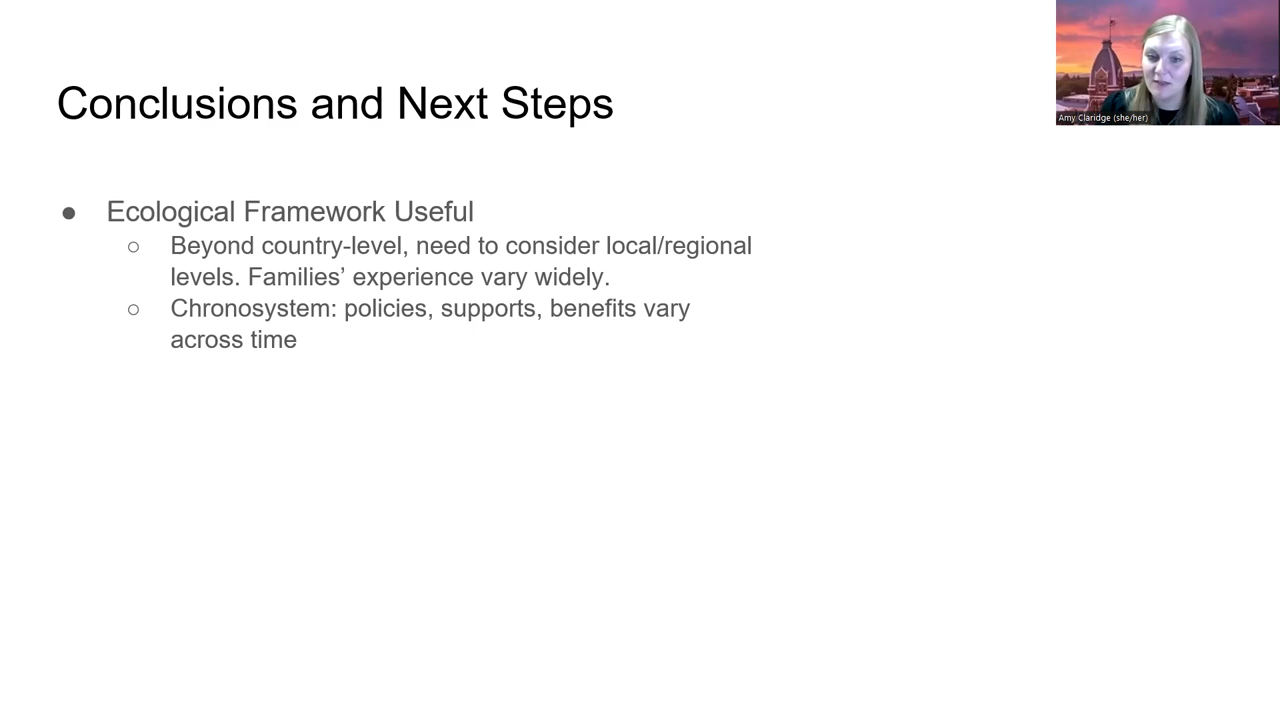 Conclusions and Next Steps
Amy Claridge (she/her)
● Ecological Framework Useful
○ Beyond country-level, need to consider local/regional
levels. Families’ experience vary widely.
○ Chronosystem: policies, supports, benefits vary
across time